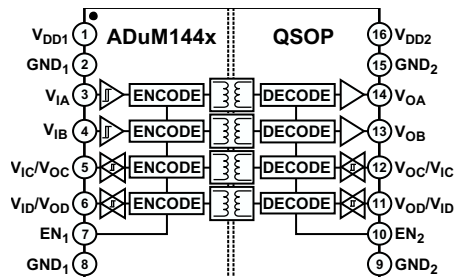 ADuM144x QSOP
VDD1 1 16 VDD2
GND1 2 15 GND2
VIA 3 ENCODE DECODE 14 VOA
VIB 4 ENCODE DECODE 13 VOB
VIC/VOC 5 ENCODE DECODE 12 VOC/VIC
VID/VOD 6 ENCODE DECODE 11 VOD/VID
EN1 7 10 EN2
GND1 8 9 GND2